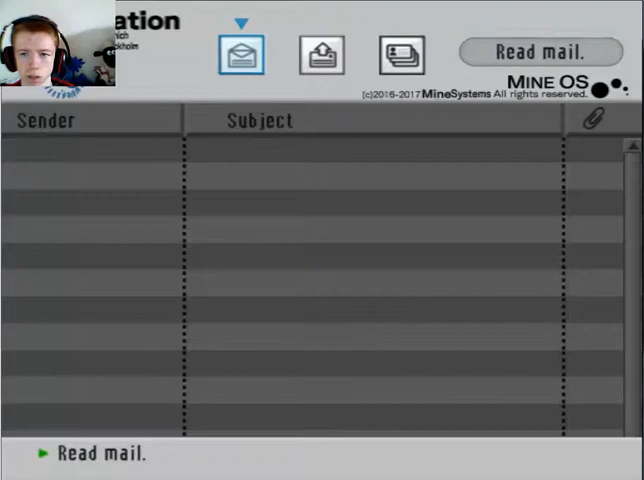 ation
Read mail.
MINE OS
(c)2016-2017 MineSystems All rights reserved.
Sender Subject
Read mail.